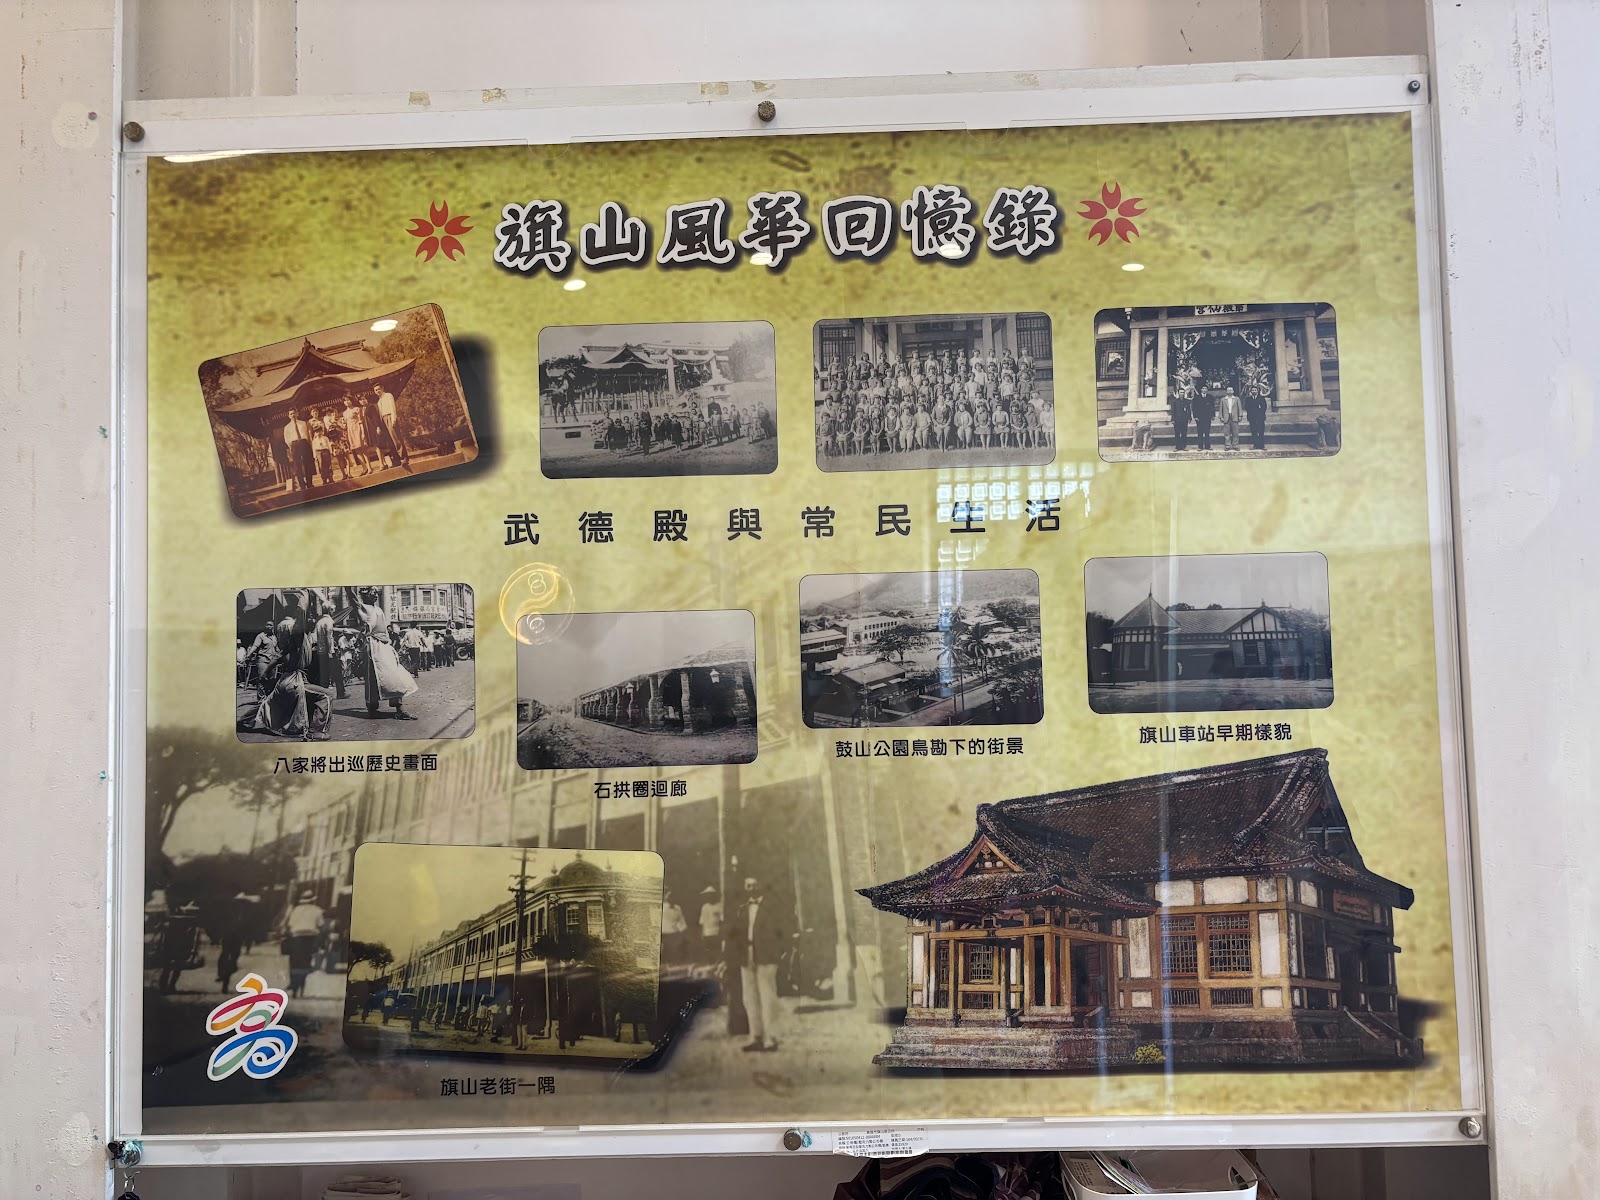 旗山風華回憶錄
武德殿與常民生活
八家將出巡歷史畫面
石拱圈迴廊
鼓山公園鳥勘下的街景
旗山車站早期樣貌
旗山老街一隅